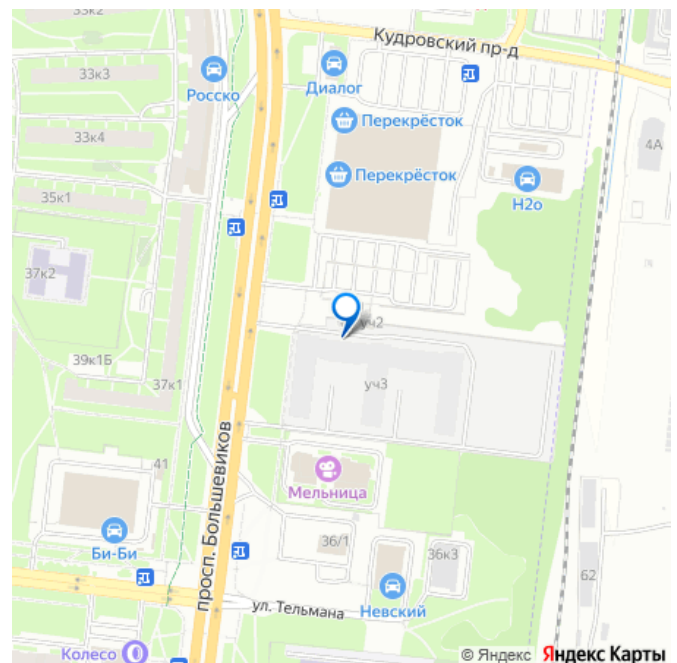 35к2
Кудровский пр-д
33к3
Росско
Диалог
Перекрёсток
33к4
4А
Перекрёсток
Н2о
35к1
37к2
уч2
39к1Б
37к1
уч3
просп. Большевиков
41
Мельница
Би-Би
36/1
36к3
62
ул. Тельмана
Невский
Колесо
© Яндекс Яндекс Карты